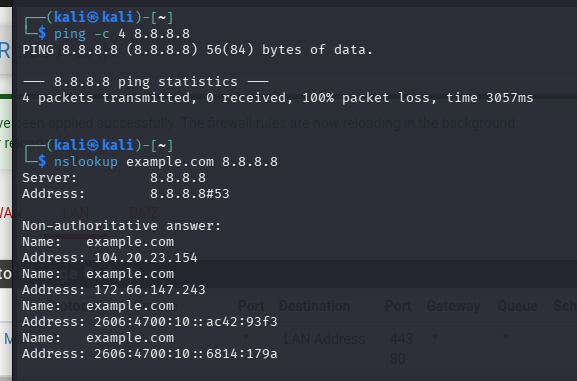 ┌──(kali㉿kali)-[~]
└─$ ping -c 4 8.8.8.8
PING 8.8.8.8 (8.8.8.8) 56(84) bytes of data.
— 8.8.8.8 ping statistics —
4 packets transmitted, 0 received, 100% packet loss, time 3057ms
ve been applied successfully. The firewall rules are now reloading in the background.
┌──(kali㉿kali)-[~]
└─$ nslookup example.com 8.8.8.8
Server: 8.8.8.8
Address: 8.8.8.8#53
LAN DMZ
Non-authoritative answer:
Name: example.com
Address: 104.20.23.154
Name: example.com
Address: 172.66.147.243
Name: example.com
Port Destination Port Gateway Queue Sch
Address: 2606:4700:10::ac42:93f3
Name: example.com
* LAN Address 443 * *
80
Address: 2606:4700:10::6814:179a